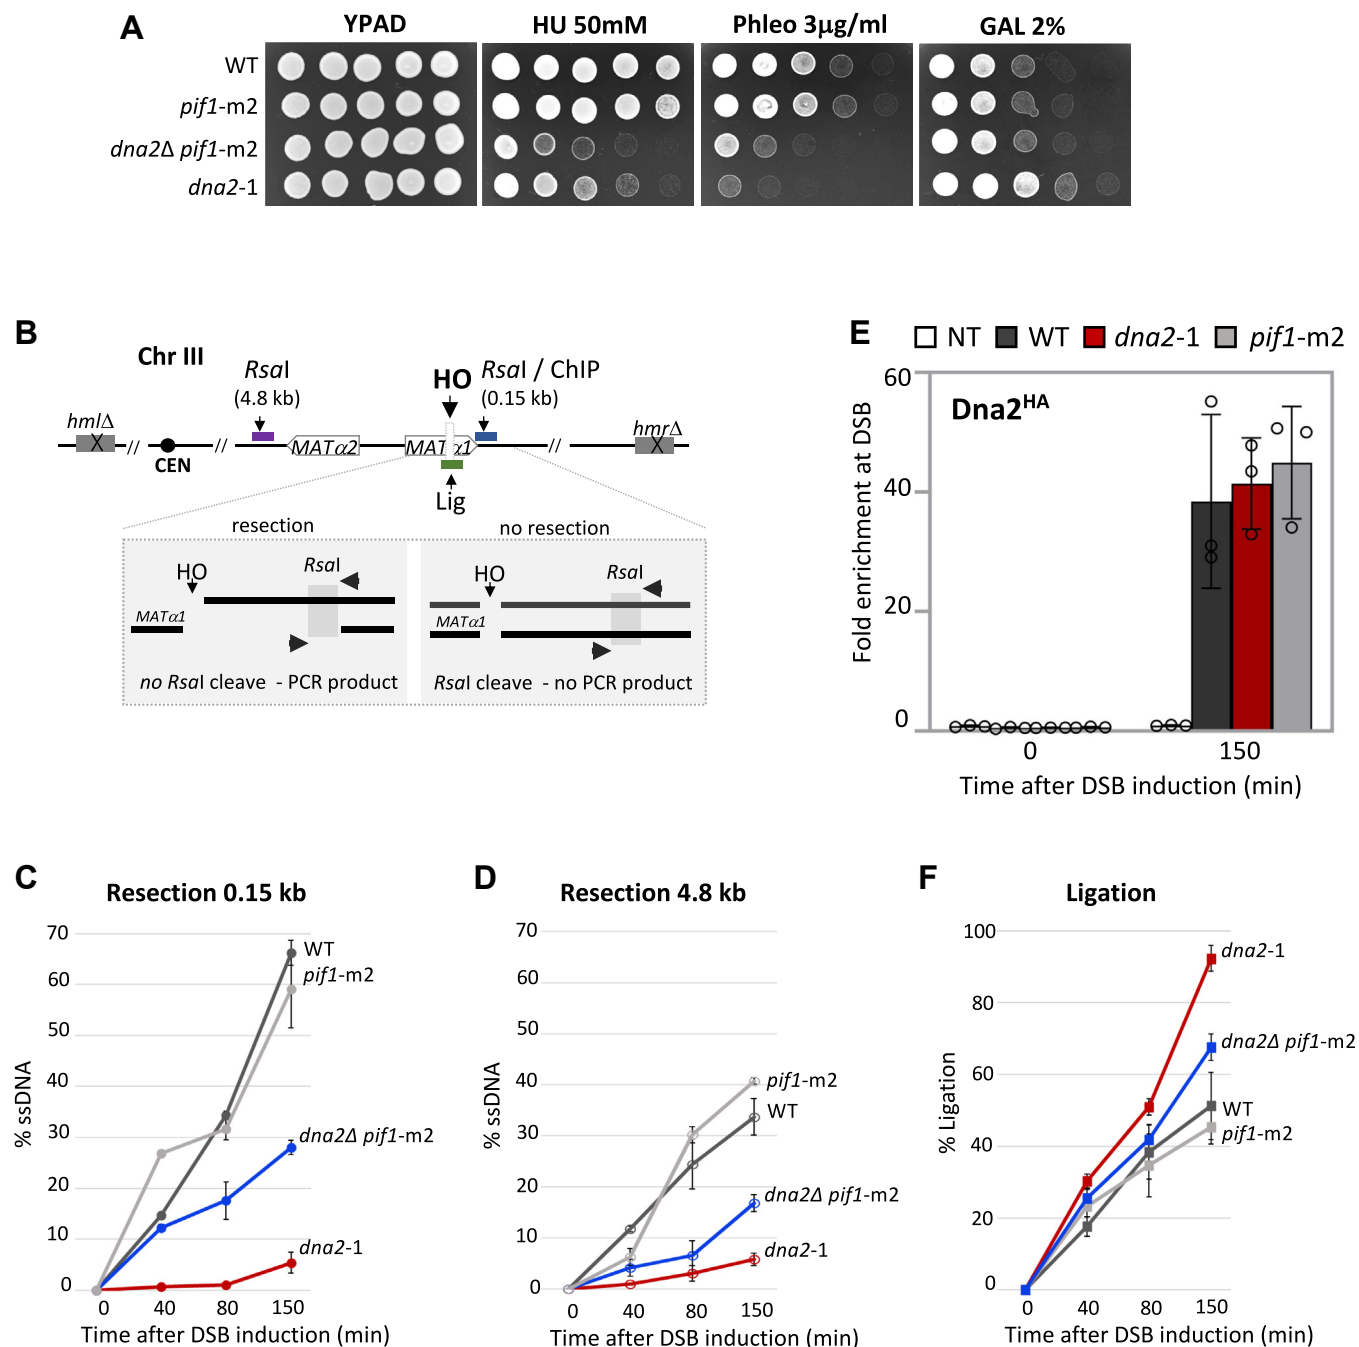 A
YPAD
HU 50mM
Phleo 3μg/ml
GAL 2%
WT
pif1-m2
dna2Δ pif1-m2
dna2-1
B
Chr III
RsaI
(4.8 kb)
HO
RsaI / ChIP
(0.15 kb)
hmlΔ
X
//
CEN
//
MATα2
MATα1
//
hmrΔ
X
Lig
resection
no resection
HO
RsaI
MATα1
no RsaI cleave - PCR product
HO
RsaI
MATα1
RsaI cleave - no PCR product
E
NT
WT
dna2-1
pif1-m2
Dna2HA
Fold enrichment at DSB
60
40
20
0
0
150
Time after DSB induction (min)
C
Resection 0.15 kb
% ssDNA
70
60
50
40
30
20
10
0
WT
pif1-m2
dna2Δ pif1-m2
dna2-1
0 40 80 150
Time after DSB induction (min)
D
Resection 4.8 kb
% ssDNA
70
60
50
40
30
20
10
0
pif1-m2
WT
dna2Δ pif1-m2
dna2-1
0 40 80 150
Time after DSB induction (min)
F
Ligation
% Ligation
100
80
60
40
20
0
dna2-1
dna2Δ pif1-m2
WT
pif1-m2
0 40 80 150
Time after DSB induction (min)